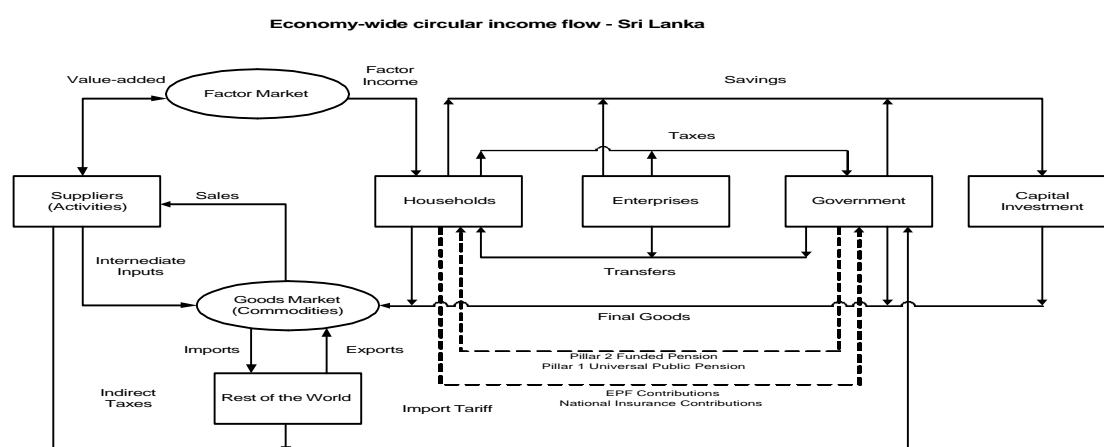 Economy-wide circular income flow - Sri Lanka
Value-added
Factor Market
Factor
Income
Savings
Taxes
Suppliers
(Activities)
Sales
Households
Enterprises
Government
Capital
Investment
Internediate
Inputs
Transfers
Goods Market
(Commodities)
Final Goods
Imports
Exports
Pillar 2 Funded Pension
Pillar 1 Universal Public Pension
Indirect
Taxes
Rest of the World
Import Tariff
EPF Contributions
National Insurance Contributions